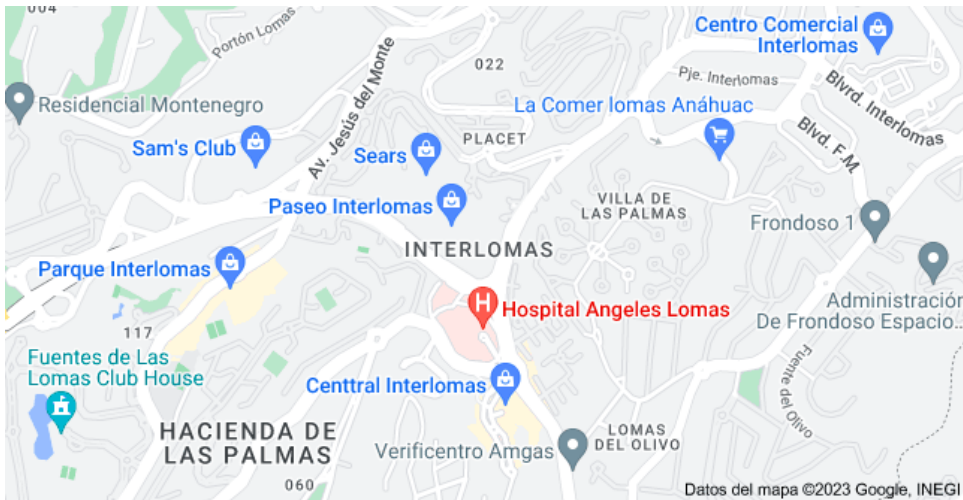 004
Portón Lomas
Residencial Montenegro
Av. Jesús del Monte
022
Centro Comercial
Interlomas
Pje. Interlomas
La Comer lomas Anáhuac
Blvrd. Interlomas
Blvd. F.M
Sam's Club
Sears
PLACET
Paseo Interlomas
VILLA DE
LAS PALMAS
Frondoso 1
INTERLOMAS
Parque Interlomas
H
Hospital Angeles Lomas
Administración
De Frondoso Espacio...
117
Fuentes de Las
Lomas Club House
Centtral Interlomas
Fuente del Olivo
HACIENDA DE
LAS PALMAS
LOMAS
DEL OLIVO
Verificentro Amgas
060
Datos del mapa ©2023 Google, INEGI